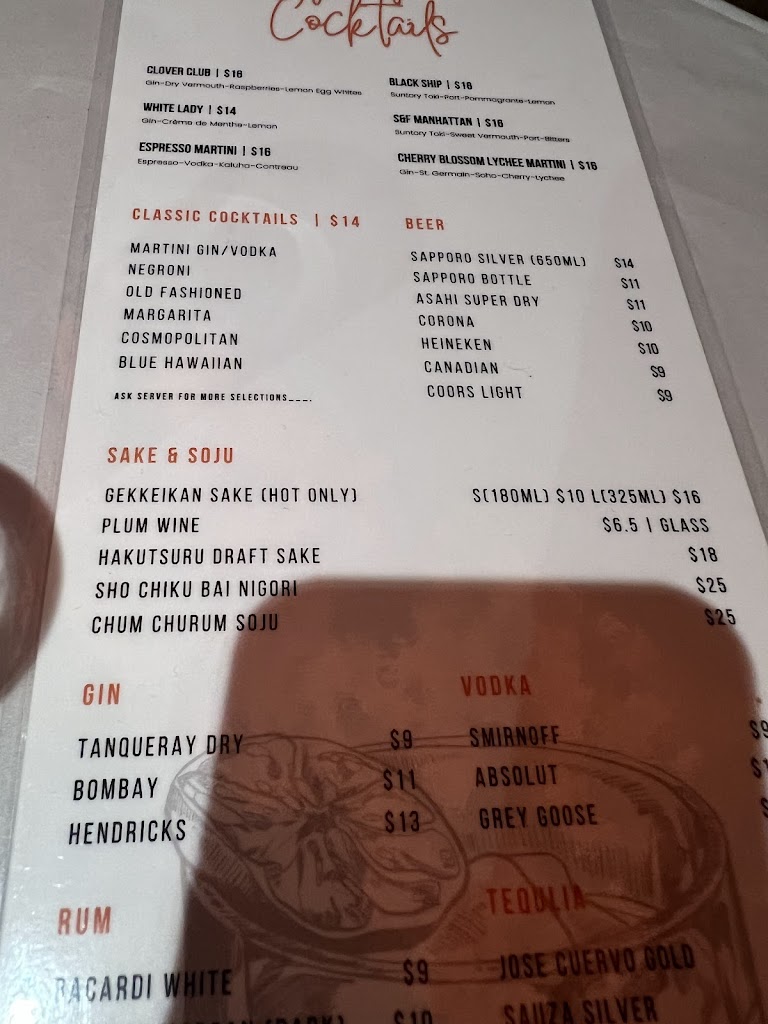 Cocktails
CLOVER CLUB | $16
Gin-Dry Vermouth-Raspberries-Lemon Egg Whites
WHITE LADY | $14
Gin-Crème de Menthe-Lemon
ESPRESSO MARTINI | $16
Espresso-Vodka-Kaluha-Contreau
BLACK SHIP | $16
Suntory Toki-Port-Pommagrante-Lemon
S&F MANHATTAN | $16
Suntory Toki-Sweet Vermouth-Port-Bitters
CHERRY BLOSSOM LYCHEE MARTINI | $16
Gin-St. Germain-Soho-Cherry-Lychee
CLASSIC COCKTAILS | $14
MARTINI GIN/VODKA
NEGRONI
OLD FASHIONED
MARGARITA
COSMOPOLITAN
BLUE HAWAIIAN
ASK SERVER FOR MORE SELECTIONS___.
BEER
SAPPORO SILVER (650ML) $14
SAPPORO BOTTLE $11
ASAHI SUPER DRY $11
CORONA $10
HEINEKEN $10
CANADIAN $9
COORS LIGHT $9
SAKE & SOJU
GEKKEIKAN SAKE (HOT ONLY) S(180ML) $10 L(325ML) $16
PLUM WINE $6.5 | GLASS
HAKUTSURU DRAFT SAKE $18
SHO CHIKU BAI NIGORI $25
CHUM CHURUM SOJU $25
GIN
TANQUERAY DRY $9
BOMBAY $11
HENDRICKS $13
VODKA
SMIRNOFF $9
ABSOLUT
GREY GOOSE
RUM
BACARDI WHITE $9
(DARK) $10
TEQULIA
JOSE CUERVO GOLD
SAUZA SILVER